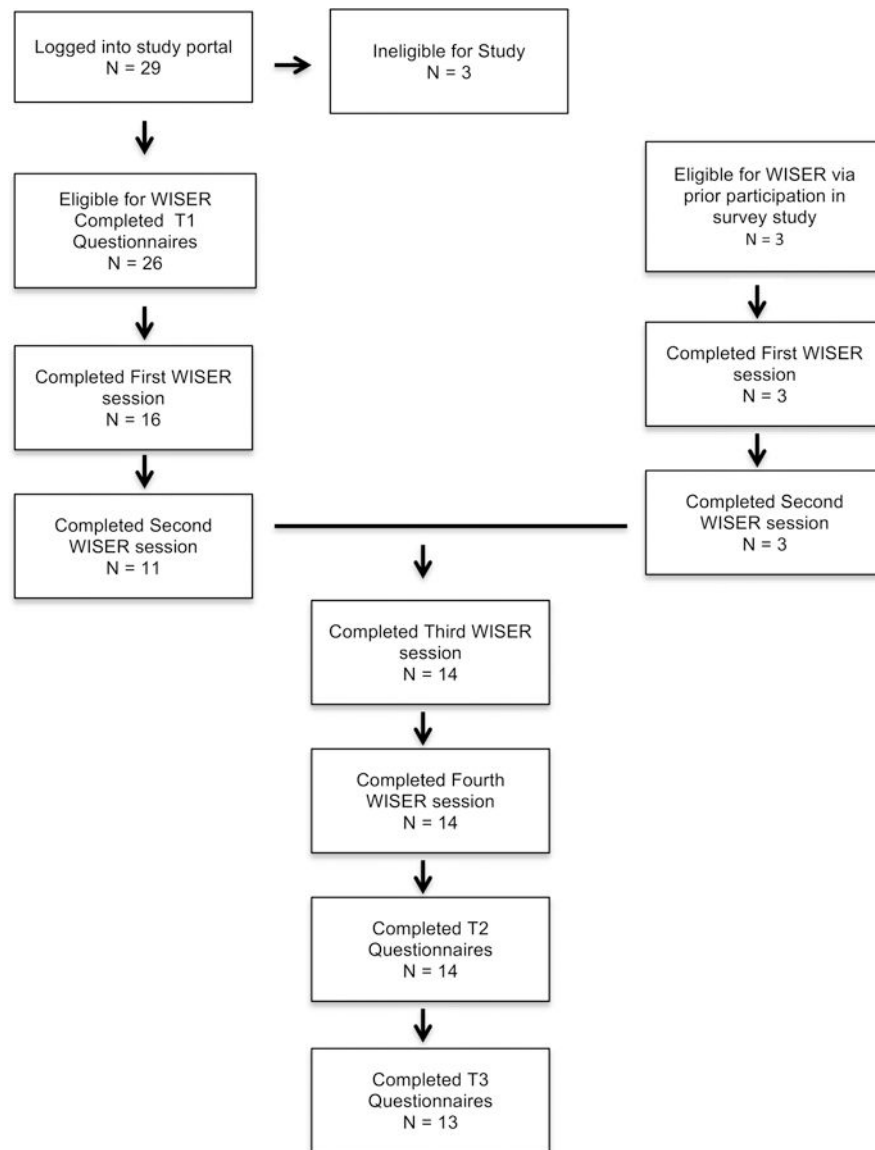 Logged into study portal
N = 29
Ineligible for Study
N = 3
Eligible for WISER
Completed T1
Questionnaires
N = 26
Eligible for WISER via
prior participation in
survey study
N = 3
Completed First WISER
session
N = 16
Completed First WISER
session
N = 3
Completed Second
WISER session
N = 11
Completed Second
WISER session
N = 3
Completed Third WISER
session
N = 14
Completed Fourth
WISER session
N = 14
Completed T2
Questionnaires
N = 14
Completed T3
Questionnaires
N = 13